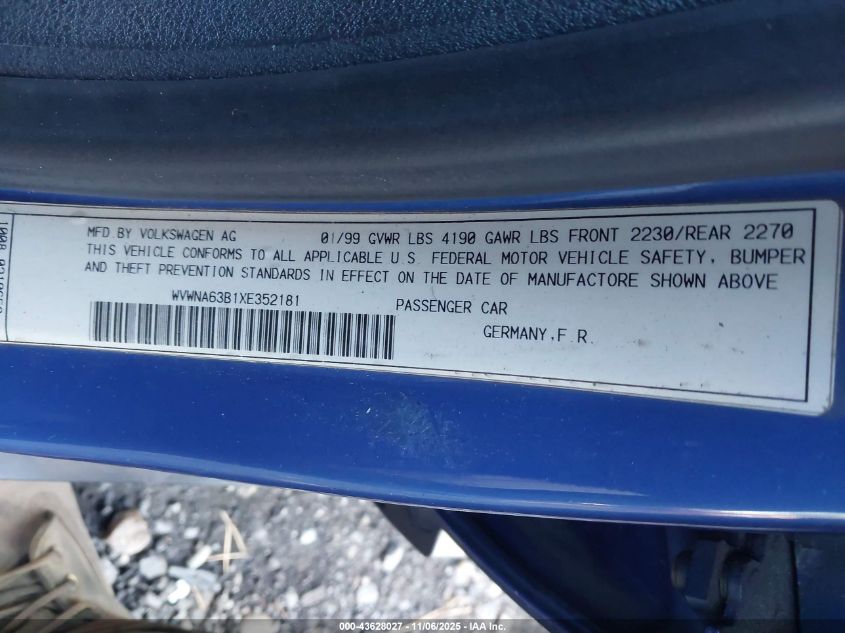 MFD BY VOLKSWAGEN AG 01/99 GVWR LBS 4190 GAWR LBS FRONT 2230/REAR 2270
THIS VEHICLE CONFORMS TO ALL APPLICABLE U.S. FEDERAL MOTOR VEHICLE SAFETY, BUMPER
AND THEFT PREVENTION STANDARDS IN EFFECT ON THE DATE OF MANUFACTORE SHOWN ABOVE
WVWNA63B1XE352181 PASSENGER CAR
GERMANY,F.R.
000-43628027 - 11/06/2025 - IAA, Inc.